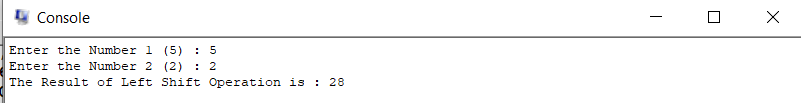 Console
Enter the Number 1 (5) : 5
Enter the Number 2 (2) : 2
The Result of Left Shift Operation is : 28